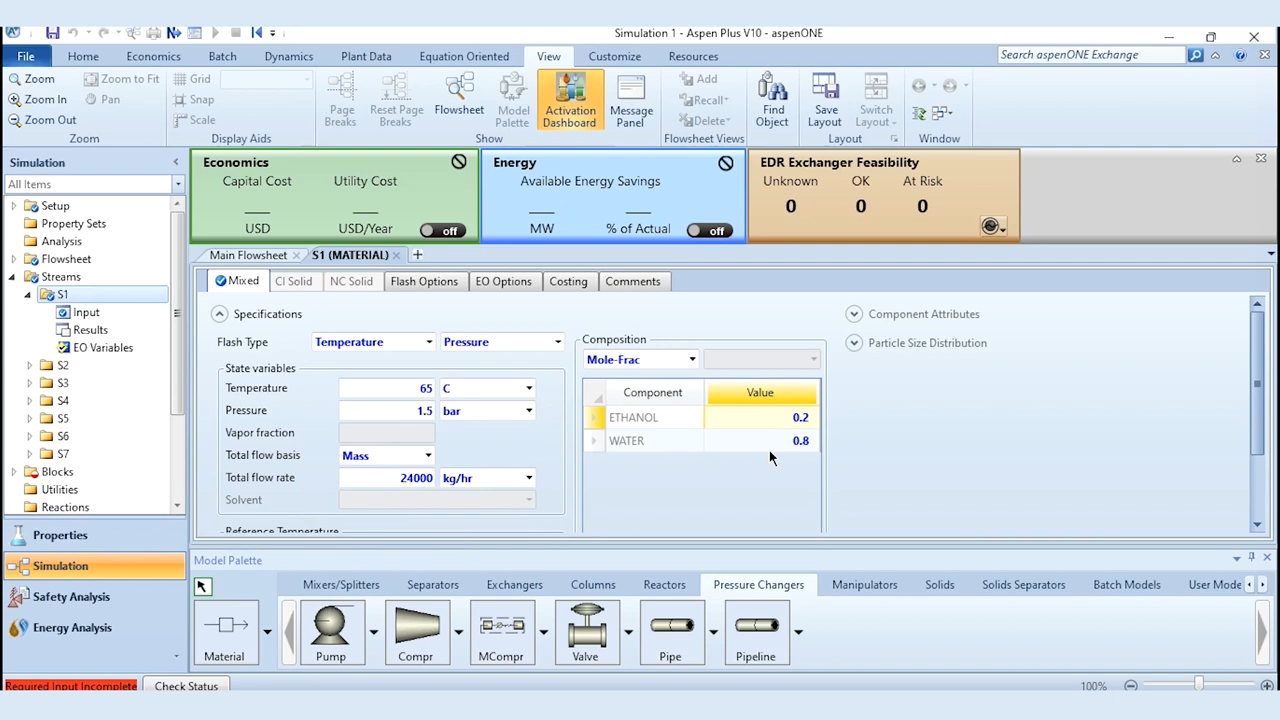 Simulation 1 - Aspen Plus V10 - aspenONE
File Home Economics Batch Dynamics Plant Data Equation Oriented View Customize Resources Search aspenONE Exchange
Zoom Zoom to Fit Grid
Zoom In Pan Snap
Zoom Out Scale
Page Breaks Reset Page Breaks Flowsheet Model Palette Activation Dashboard Message Panel
Add
Recall
Delete
Find Object Save Layout Switch Layout
Zoom Display Aids Show Flowsheet Views Layout Window
Simulation
All Items
Setup
Property Sets
Analysis
Flowsheet
Streams
S1
Input
Results
EO Variables
S2
S3
S4
S5
S6
S7
Blocks
Utilities
Reactions
Properties
Simulation
Safety Analysis
Energy Analysis
Economics
Capital Cost Utility Cost
USD USD/Year off
Energy
Available Energy Savings
MW % of Actual off
EDR Exchanger Feasibility
Unknown OK At Risk
0 0 0
Main Flowsheet S1 (MATERIAL) +
Mixed CI Solid NC Solid Flash Options EO Options Costing Comments
Specifications
Flash Type Temperature Pressure
State variables
Temperature 65 C
Pressure 1.5 bar
Vapor fraction
Total flow basis Mass
Total flow rate 24000 kg/hr
Solvent
Reference Temperature
Composition
Mole-Frac
Component Value
ETHANOL 0.2
WATER 0.8
Component Attributes
Particle Size Distribution
Model Palette
Mixers/Splitters Separators Exchangers Columns Reactors Pressure Changers Manipulators Solids Solids Separators Batch Models User Mode
Material Pump Compr MCompr Valve Pipe Pipeline
Required Input Incomplete Check Status 100%